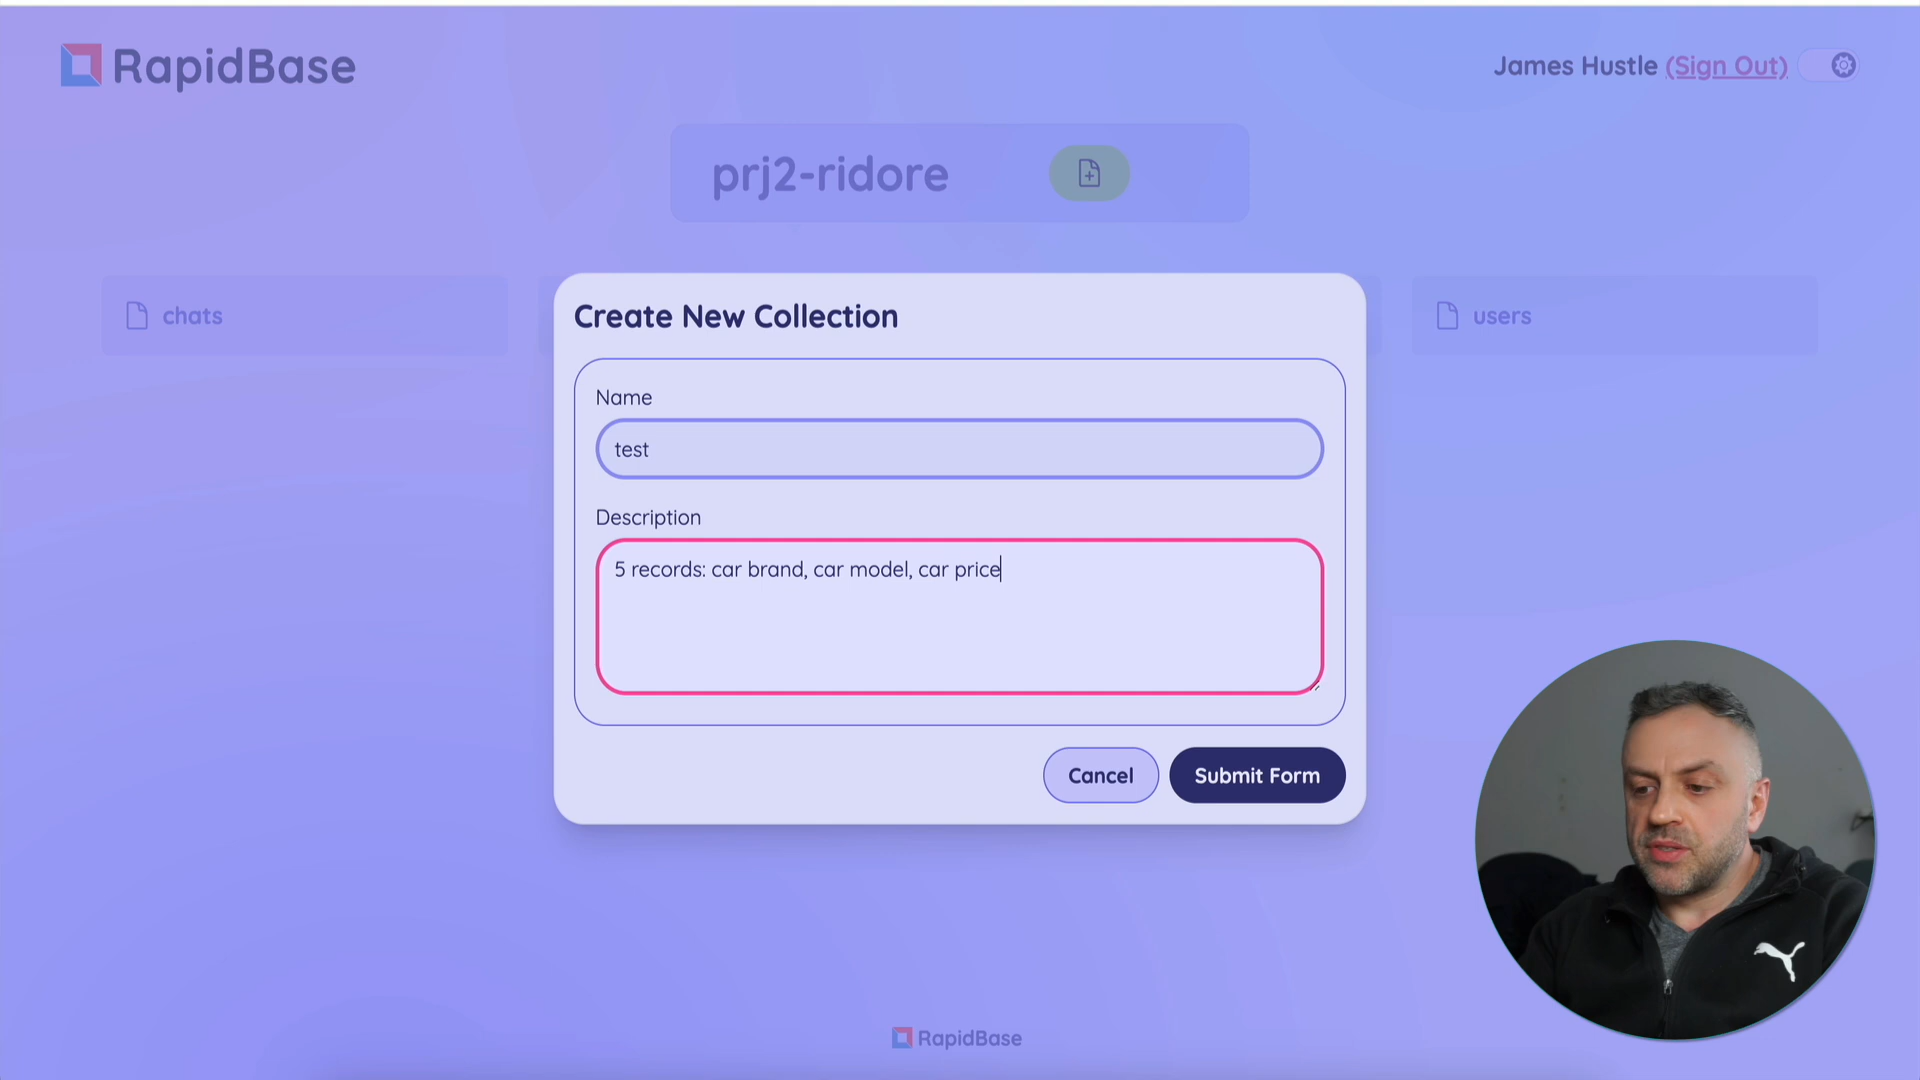 RapidBase
James Hustle (Sign Out)
prj2-ridore
chats
users
Create New Collection
Name
test
Description
5 records: car brand, car model, car price
Cancel
Submit Form
RapidBase